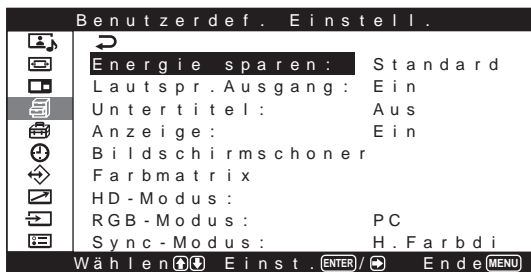 Benutzerdef. Einstell.
Energie sparen: Standard
Lautspr.Ausgang: Ein
Untertitel: Aus
Anzeige: Ein
Bildschirmschoner
Farbmatrix
HD-Modus:
RGB-Modus: PC
Sync-Modus: H.Farbdi
Wählen Einst. ENTER/ Ende MENU